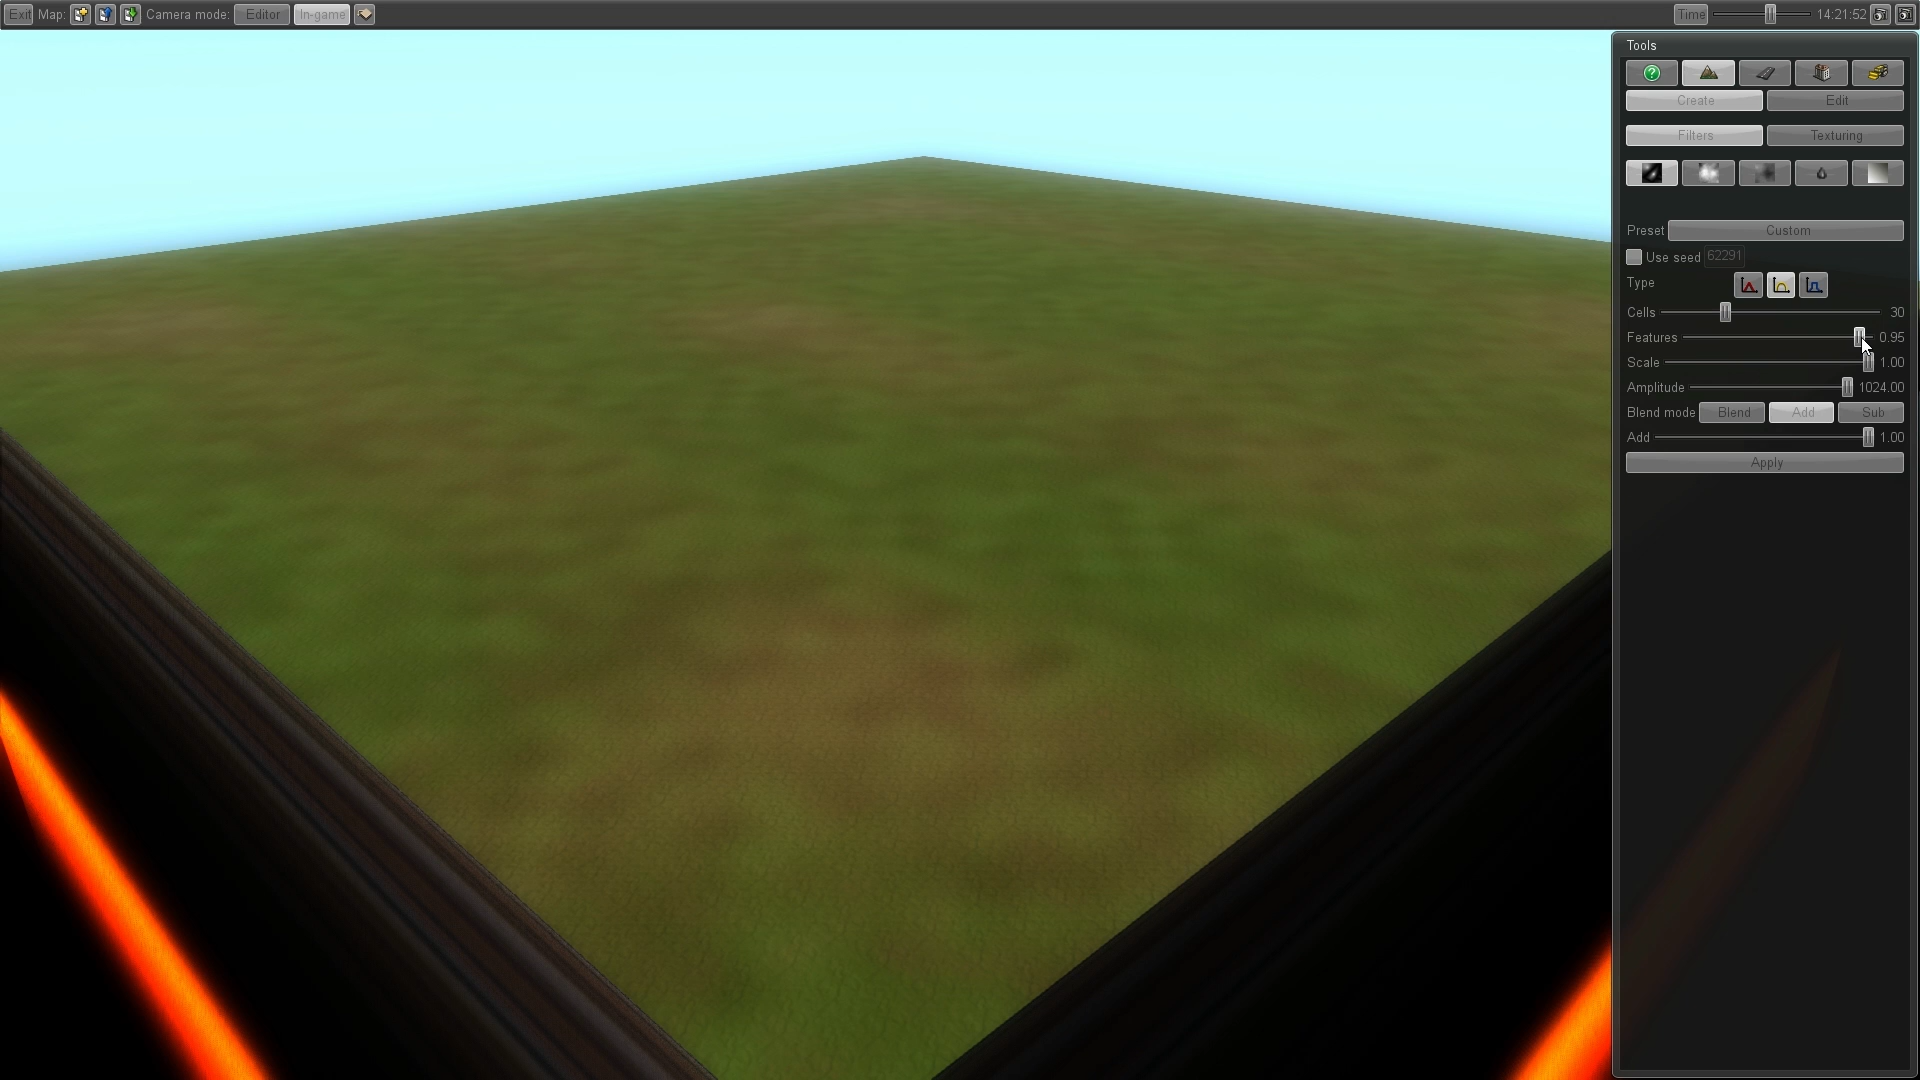 Exit Map: Camera mode: Editor In-game Time 14:21:52
Tools
Create Edit
Filters Texturing
Preset Custom
Use seed 62291
Type
Cells 30
Features 0.95
Scale 1.00
Amplitude 1024.00
Blend mode Blend Add Sub
Add 1.00
Apply